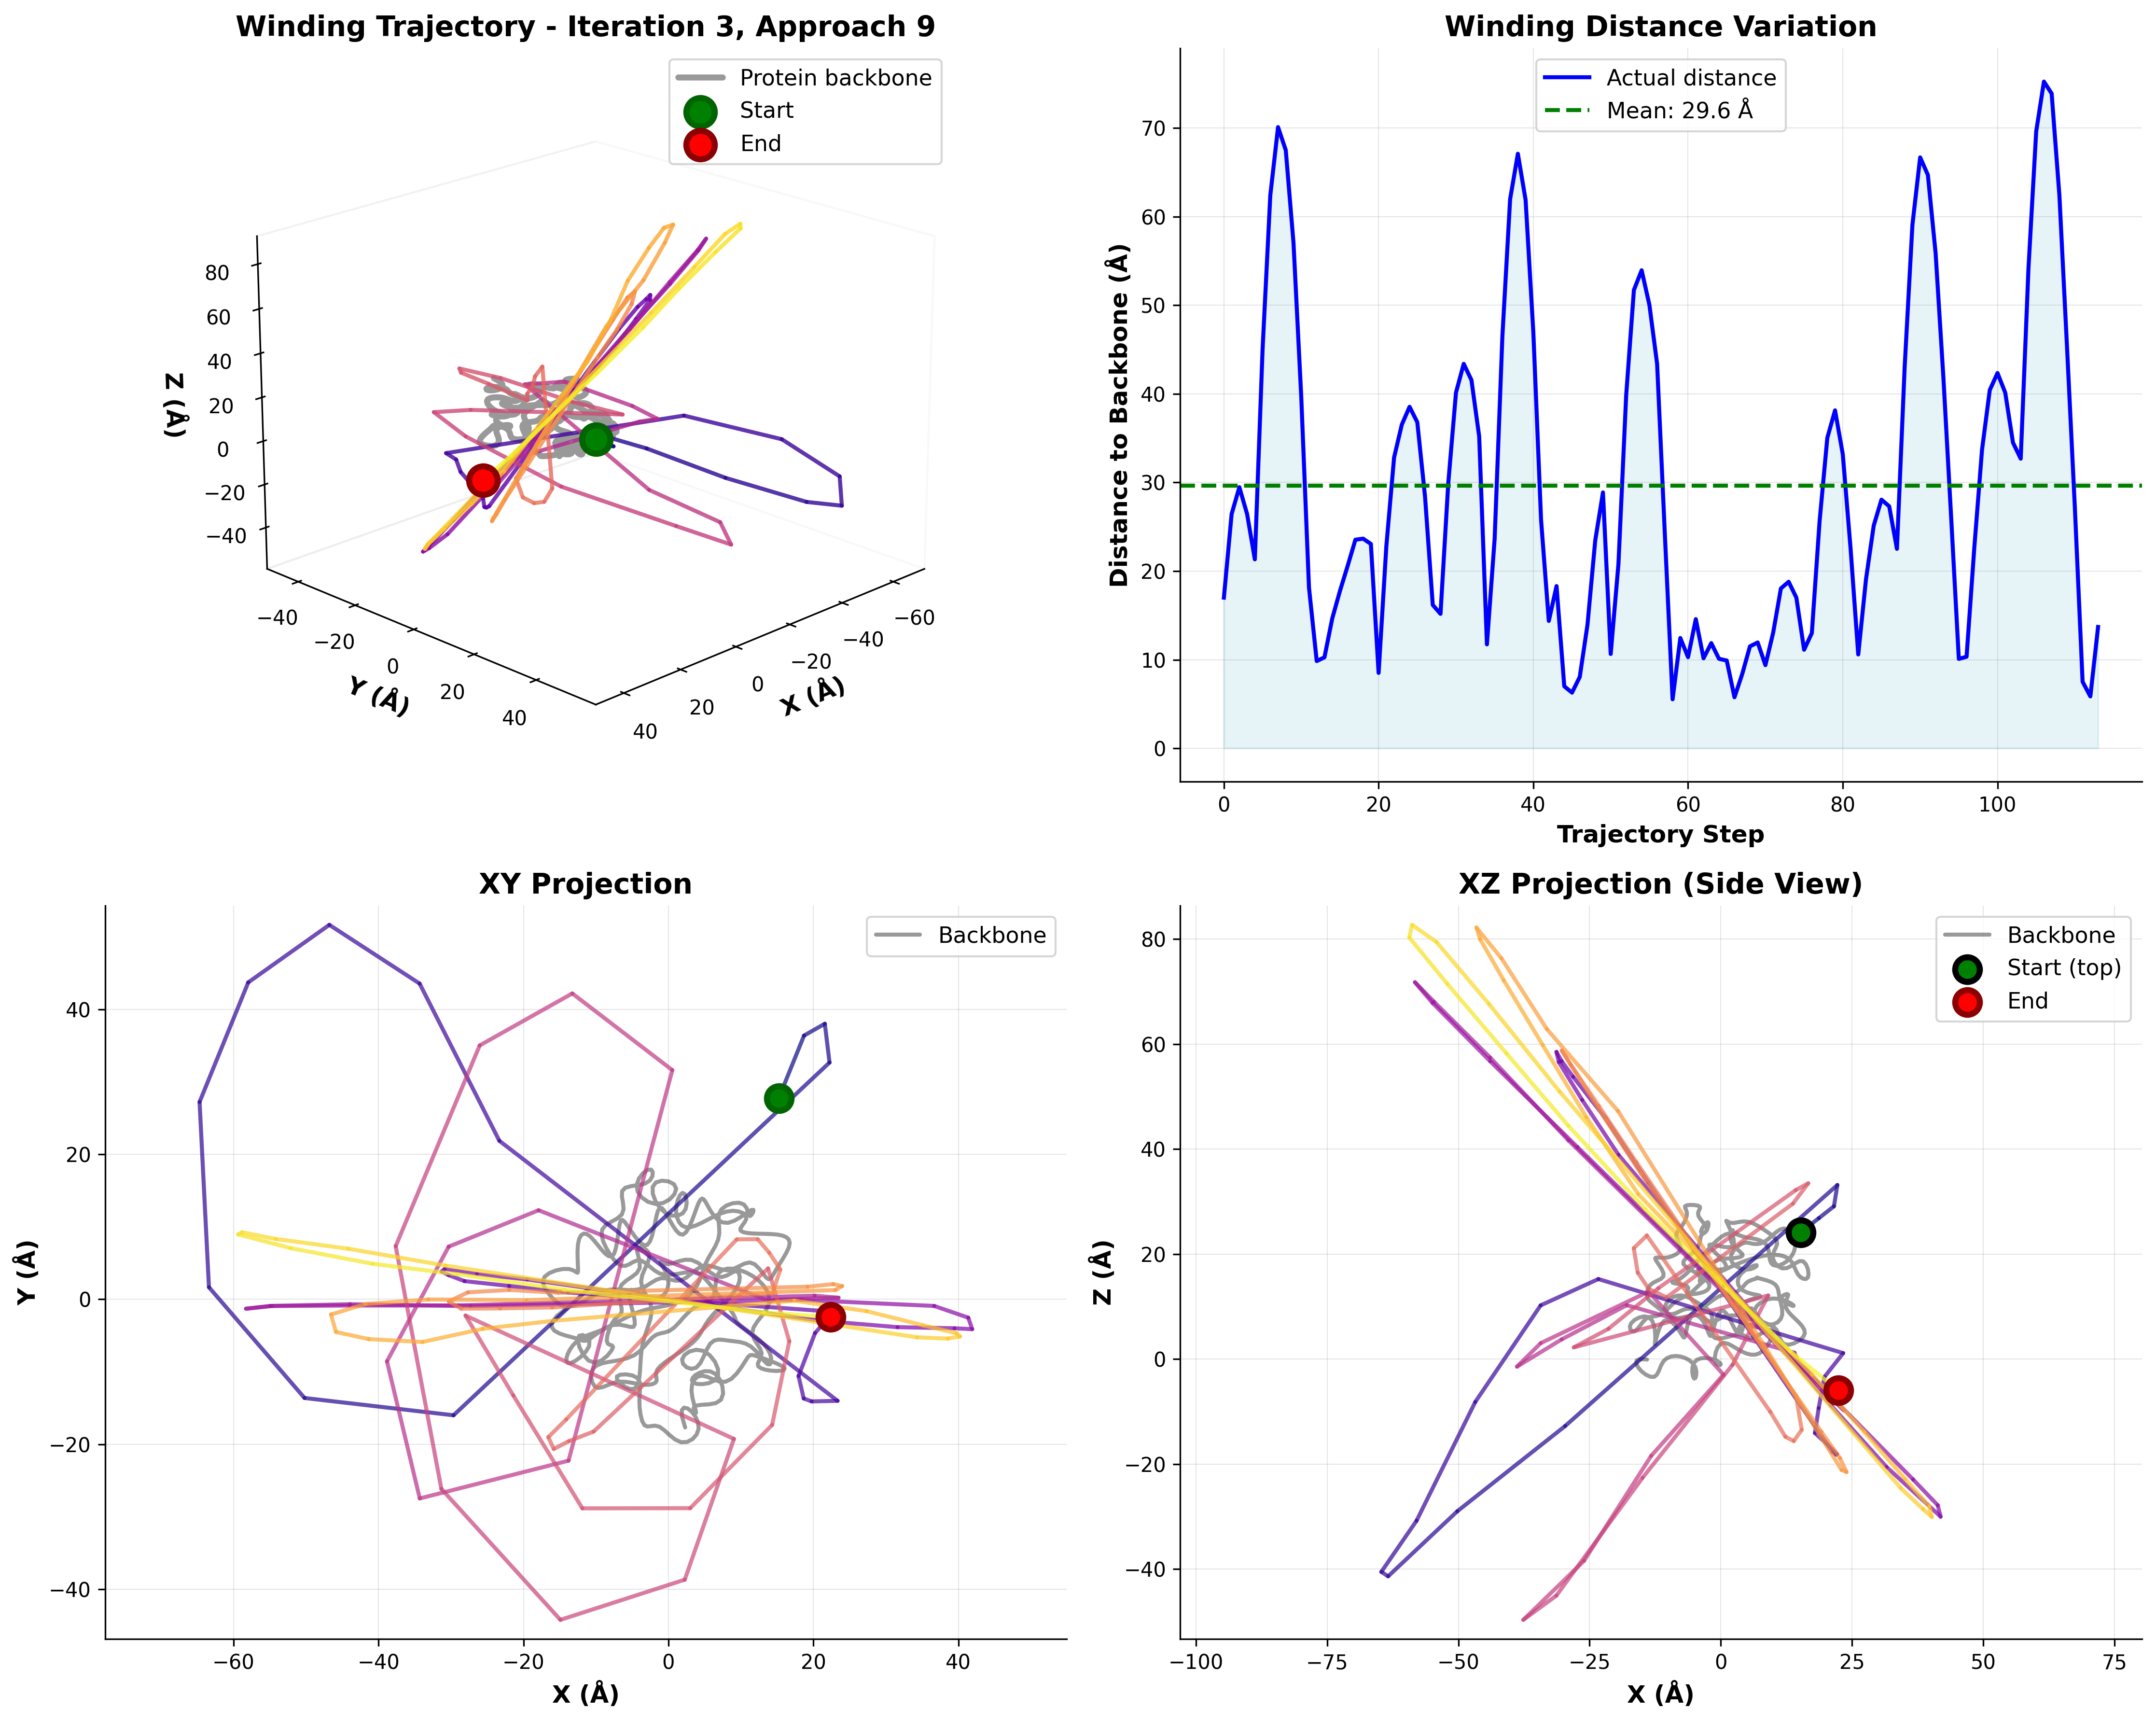 Winding Trajectory - Iteration 3, Approach 9
Protein backbone
Start
End
80
60
40
20
0
−20
−40
Z (Å)
−40
−20
0
20
40
Y (Å)
40
20
0
−20
−40
−60
X (Å)
Winding Distance Variation
Actual distance
Mean: 29.6 Å
Distance to Backbone (Å)
70
60
50
40
30
20
10
0
0
20
40
60
80
100
Trajectory Step
XY Projection
Backbone
Y (Å)
40
20
0
−20
−40
−60
−40
−20
0
20
40
X (Å)
XZ Projection (Side View)
Backbone
Start (top)
End
Z (Å)
80
60
40
20
0
−20
−40
−100
−75
−50
−25
0
25
50
75
X (Å)